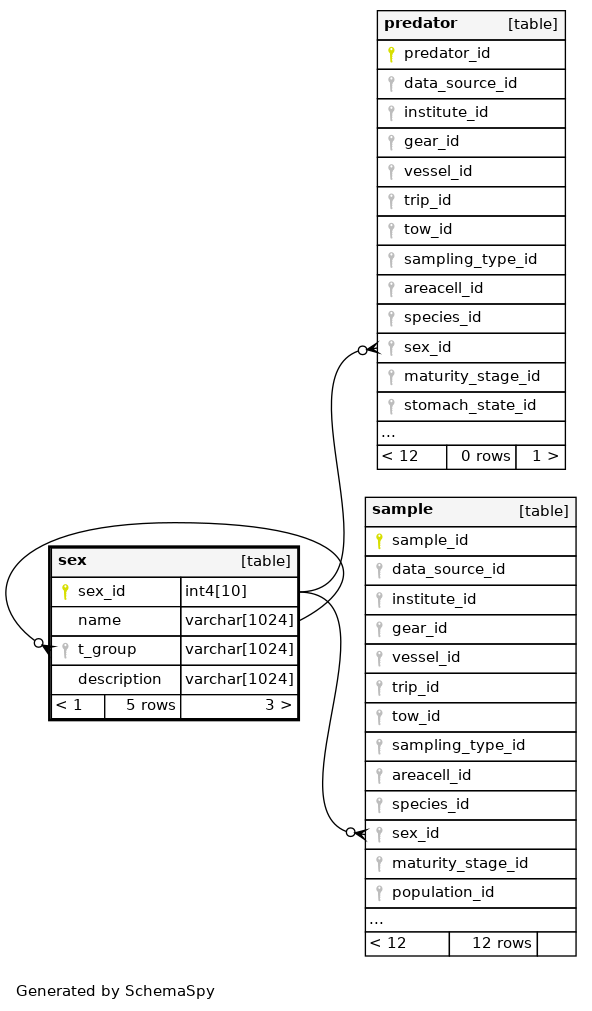 predator [table]
predator_id
data_source_id
institute_id
gear_id
vessel_id
trip_id
tow_id
sampling_type_id
areacell_id
species_id
sex_id
maturity_stage_id
stomach_state_id
...
< 12 0 rows 1 >
sample [table]
sample_id
data_source_id
institute_id
gear_id
vessel_id
trip_id
tow_id
sampling_type_id
areacell_id
species_id
sex_id
maturity_stage_id
population_id
...
< 12 12 rows
sex [table]
sex_id int4[10]
name varchar[1024]
t_group varchar[1024]
description varchar[1024]
< 1 5 rows 3 >
Generated by SchemaSpy